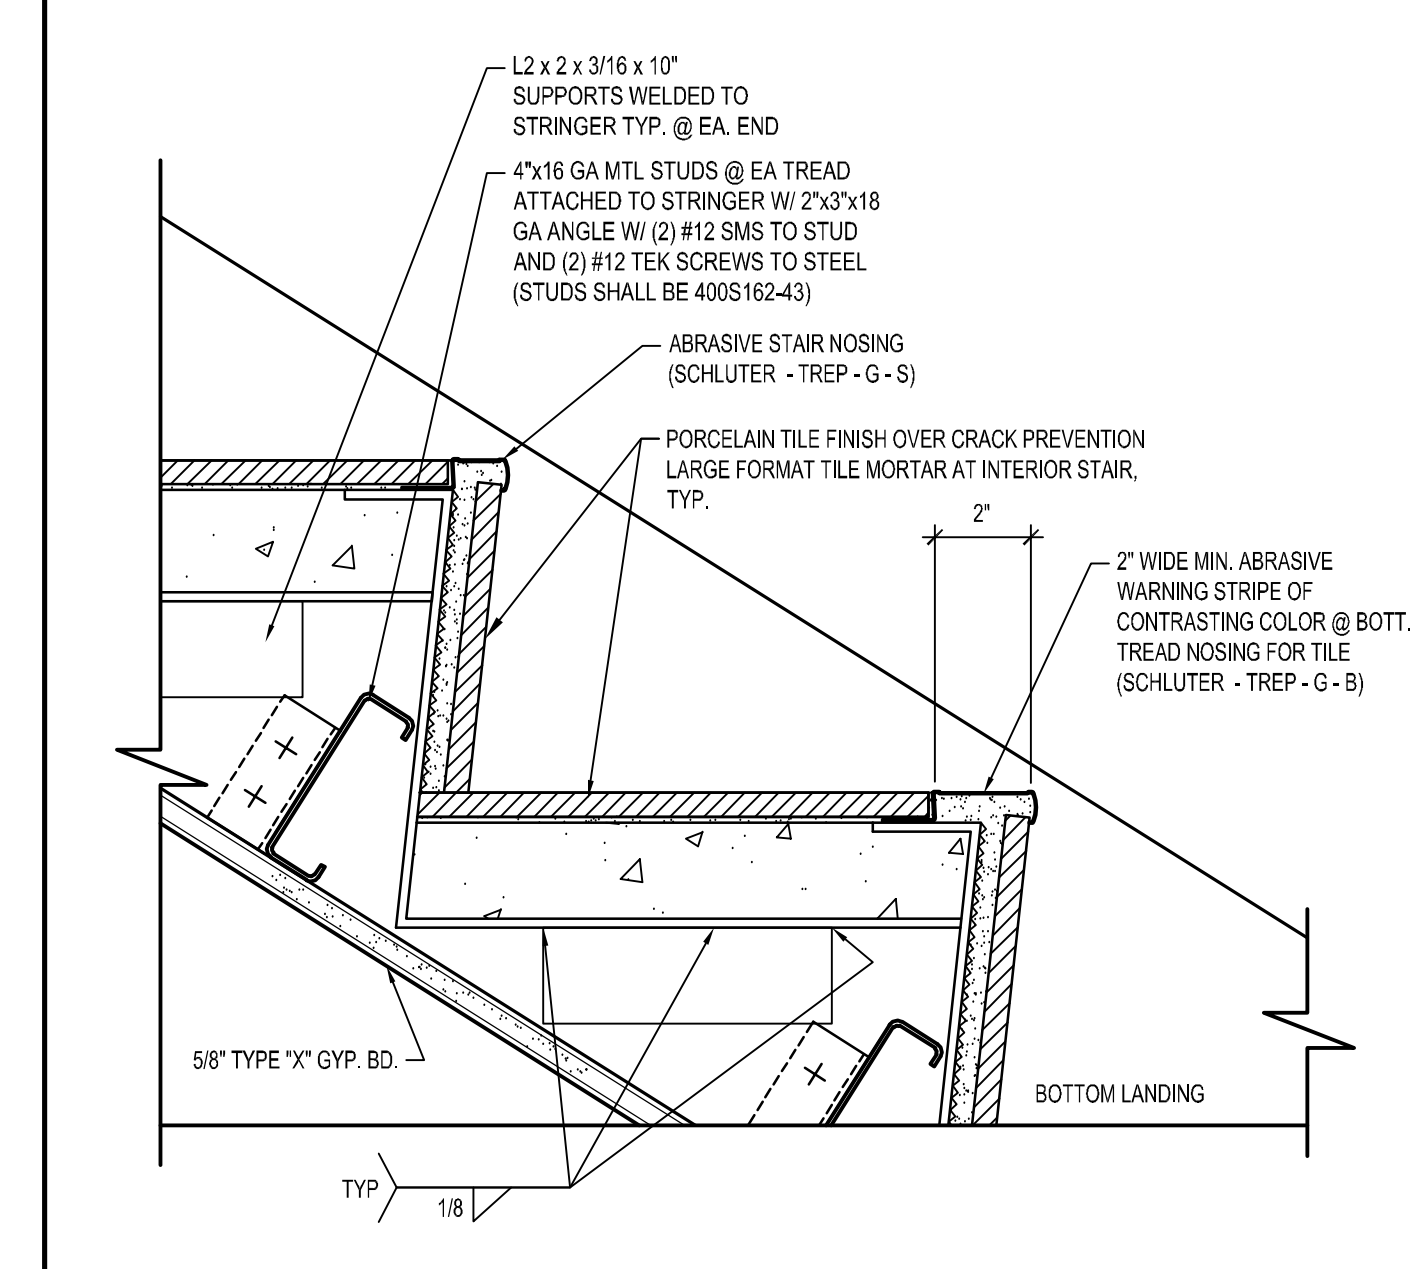 L2 x 2 x 3/16 x 10"
SUPPORTS WELDED TO
STRINGER TYP. @ EA. END
4"x16 GA MTL STUDS @ EA TREAD
ATTACHED TO STRINGER W/ 2"x3"x18
GA ANGLE W/ (2) #12 SMS TO STUD
AND (2) #12 TEK SCREWS TO STEEL
(STUDS SHALL BE 400S162-43)
ABRASIVE STAIR NOSING
(SCHLUTER - TREP - G - S)
PORCELAIN TILE FINISH OVER CRACK PREVENTION
LARGE FORMAT TILE MORTAR AT INTERIOR STAIR,
TYP.
2"
2" WIDE MIN. ABRASIVE
WARNING STRIPE OF
CONTRASTING COLOR @ BOTT.
TREAD NOSING FOR TILE
(SCHLUTER - TREP - G - B)
5/8" TYPE "X" GYP. BD.
BOTTOM LANDING
TYP
1/8